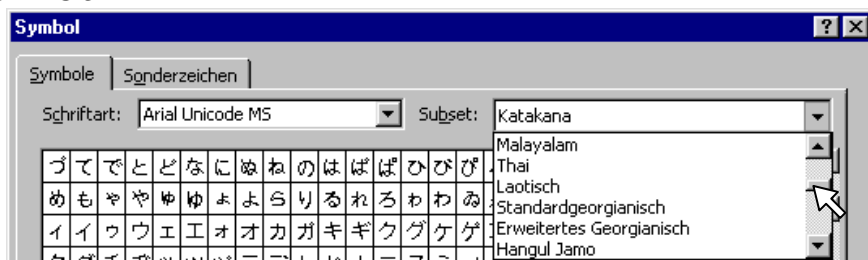 Symbol
Symbole Sonderzeichen
Schriftart: Arial Unicode MS Subset: Katakana
Malayalam
Thai
Laotisch
Standardgeorgianisch
Erweitertes Georgianisch
Hangul Jamo
づ て で と ど な に ぬ ね の は ば ぱ ひ び ぴ
め も ゃ や ゅ ゆ ょ よ ら り る れ ろ ゎ わ ゐ
ィ イ ゥ ウ ェ エ ォ オ カ ガ キ ギ ク グ ケ ゲ